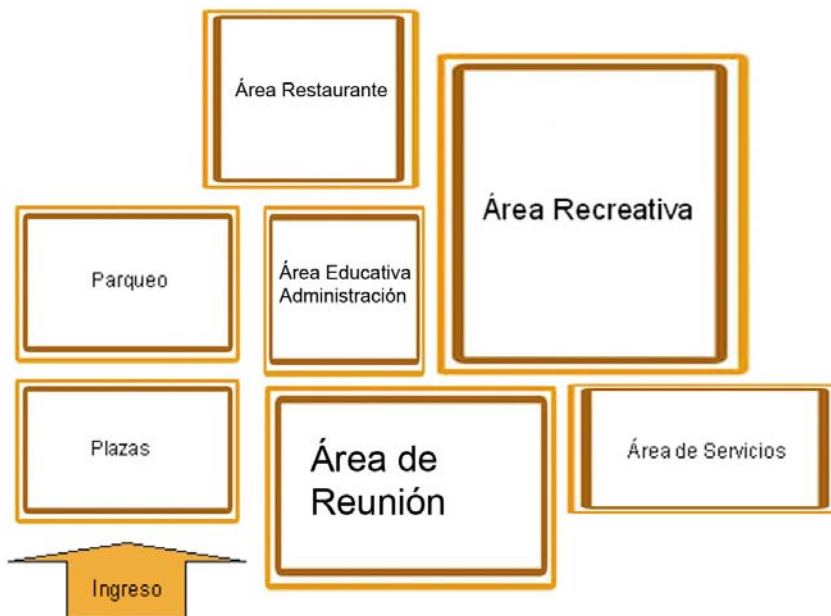 Área Restaurante
Área Recreativa
Parqueo
Área Educativa
Administración
Plazas
Área de
Reunión
Área de Servicios
Ingreso